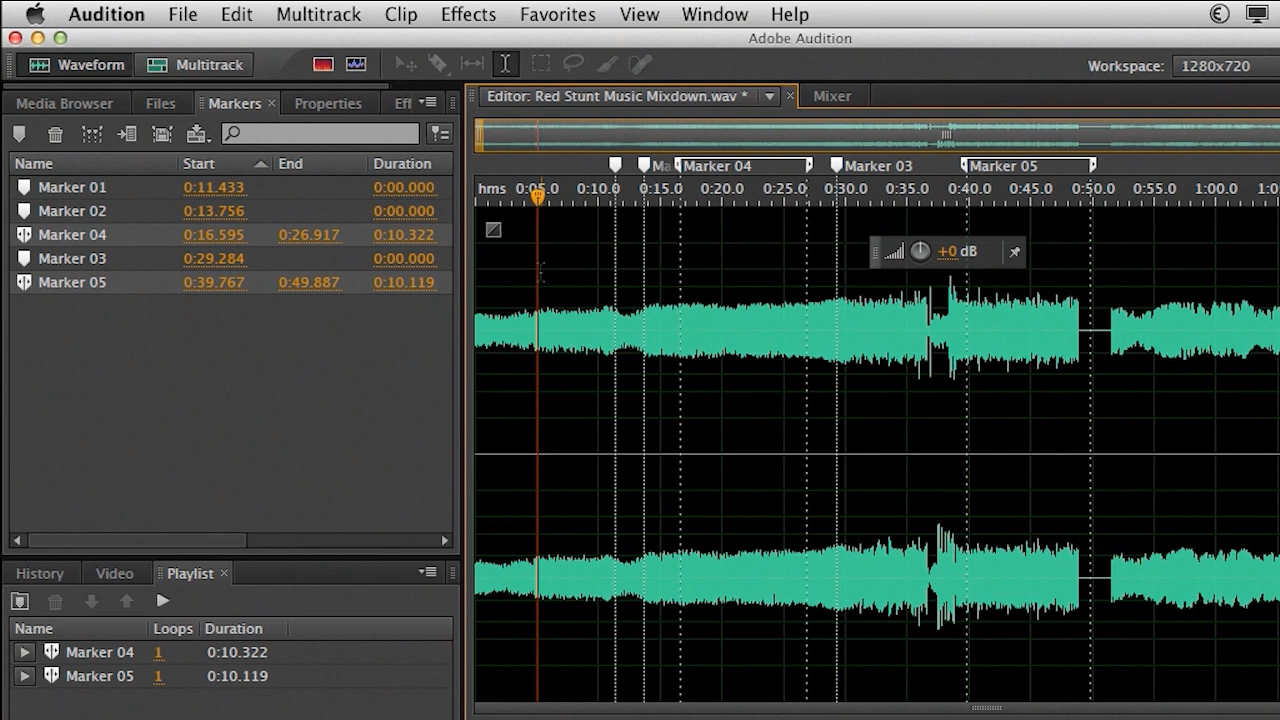 Audition File Edit Multitrack Clip Effects Favorites View Window Help
Adobe Audition
Waveform Multitrack Workspace: 1280x720
Media Browser Files Markers × Properties Eff
Editor: Red Stunt Music Mixdown.wav * × Mixer
Name Start End Duration
Marker 01 0:11.433 0:00.000
Marker 02 0:13.756 0:00.000
Marker 04 0:16.595 0:26.917 0:10.322
Marker 03 0:29.284 0:00.000
Marker 05 0:39.767 0:49.887 0:10.119
Ma Marker 04 Marker 03 Marker 05
hms 0:05.0 0:10.0 0:15.0 0:20.0 0:25.0 0:30.0 0:35.0 0:40.0 0:45.0 0:50.0 0:55.0 1:00.0
+0 dB
History Video Playlist ×
Name Loops Duration
Marker 04 1 0:10.322
Marker 05 1 0:10.119